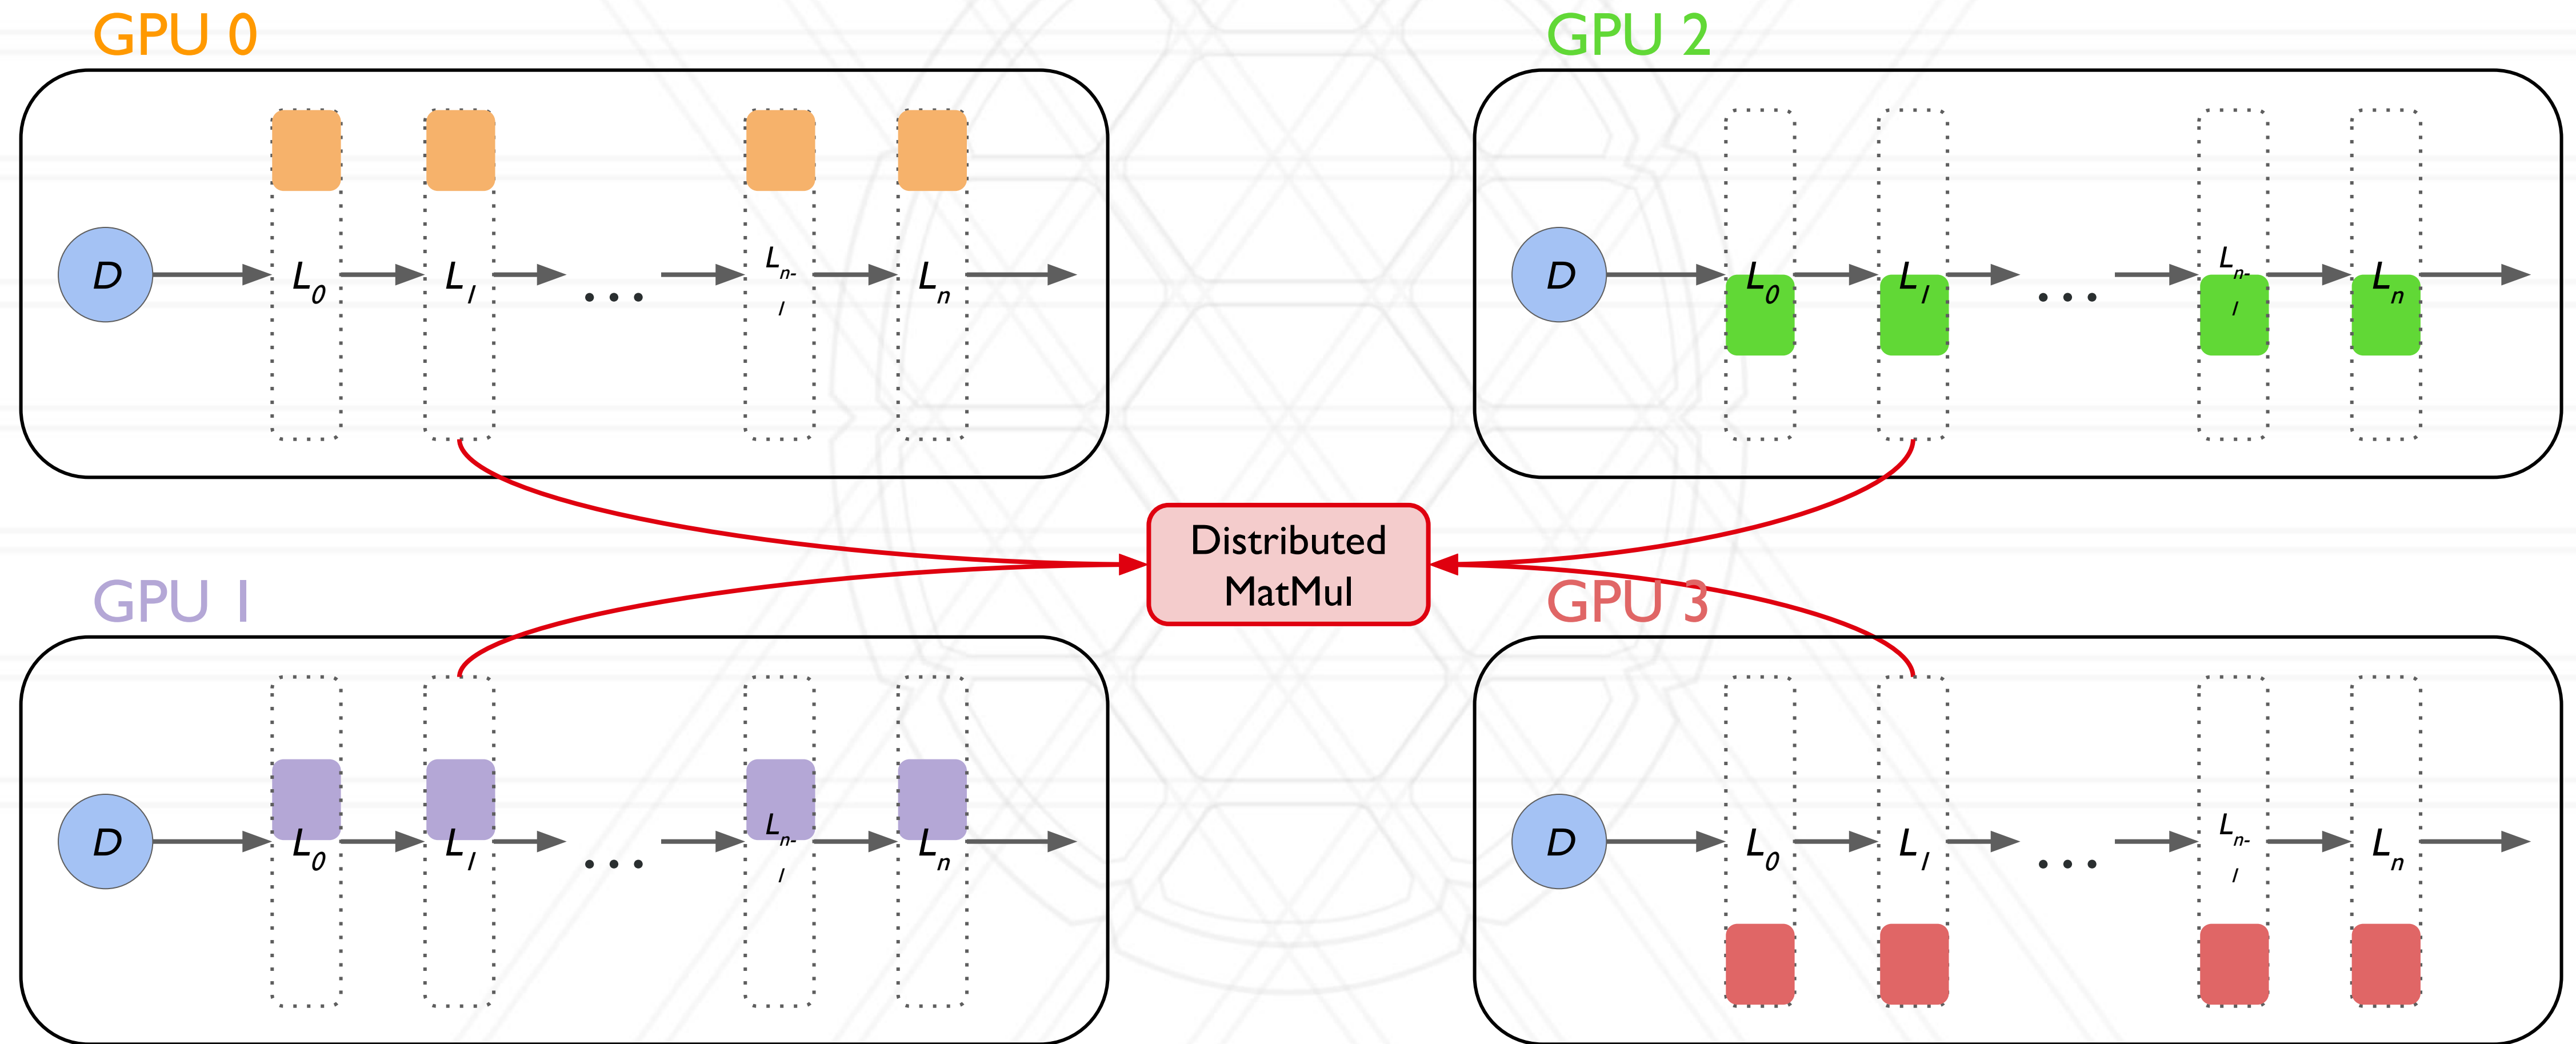 GPU 0
D
L0
L1
...
Ln-
1
Ln
GPU 2
D
L0
L1
...
Ln-
1
Ln
Distributed
MatMul
GPU 1
D
L0
L1
...
Ln-
1
Ln
GPU 3
D
L0
L1
...
Ln-
1
Ln